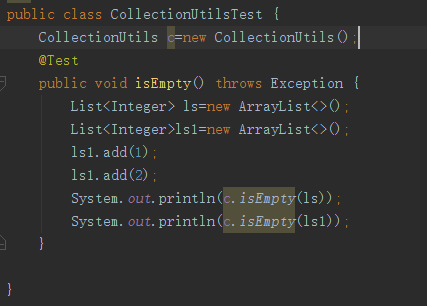 public class CollectionUtilsTest {
    CollectionUtils c=new CollectionUtils();
    @Test
    public void isEmpty() throws Exception {
        List<Integer> ls=new ArrayList<>();
        List<Integer>ls1=new ArrayList<>();
        ls1.add(1);
        ls1.add(2);
        System.out.println(c.isEmpty(ls));
        System.out.println(c.isEmpty(ls1));
    }
}